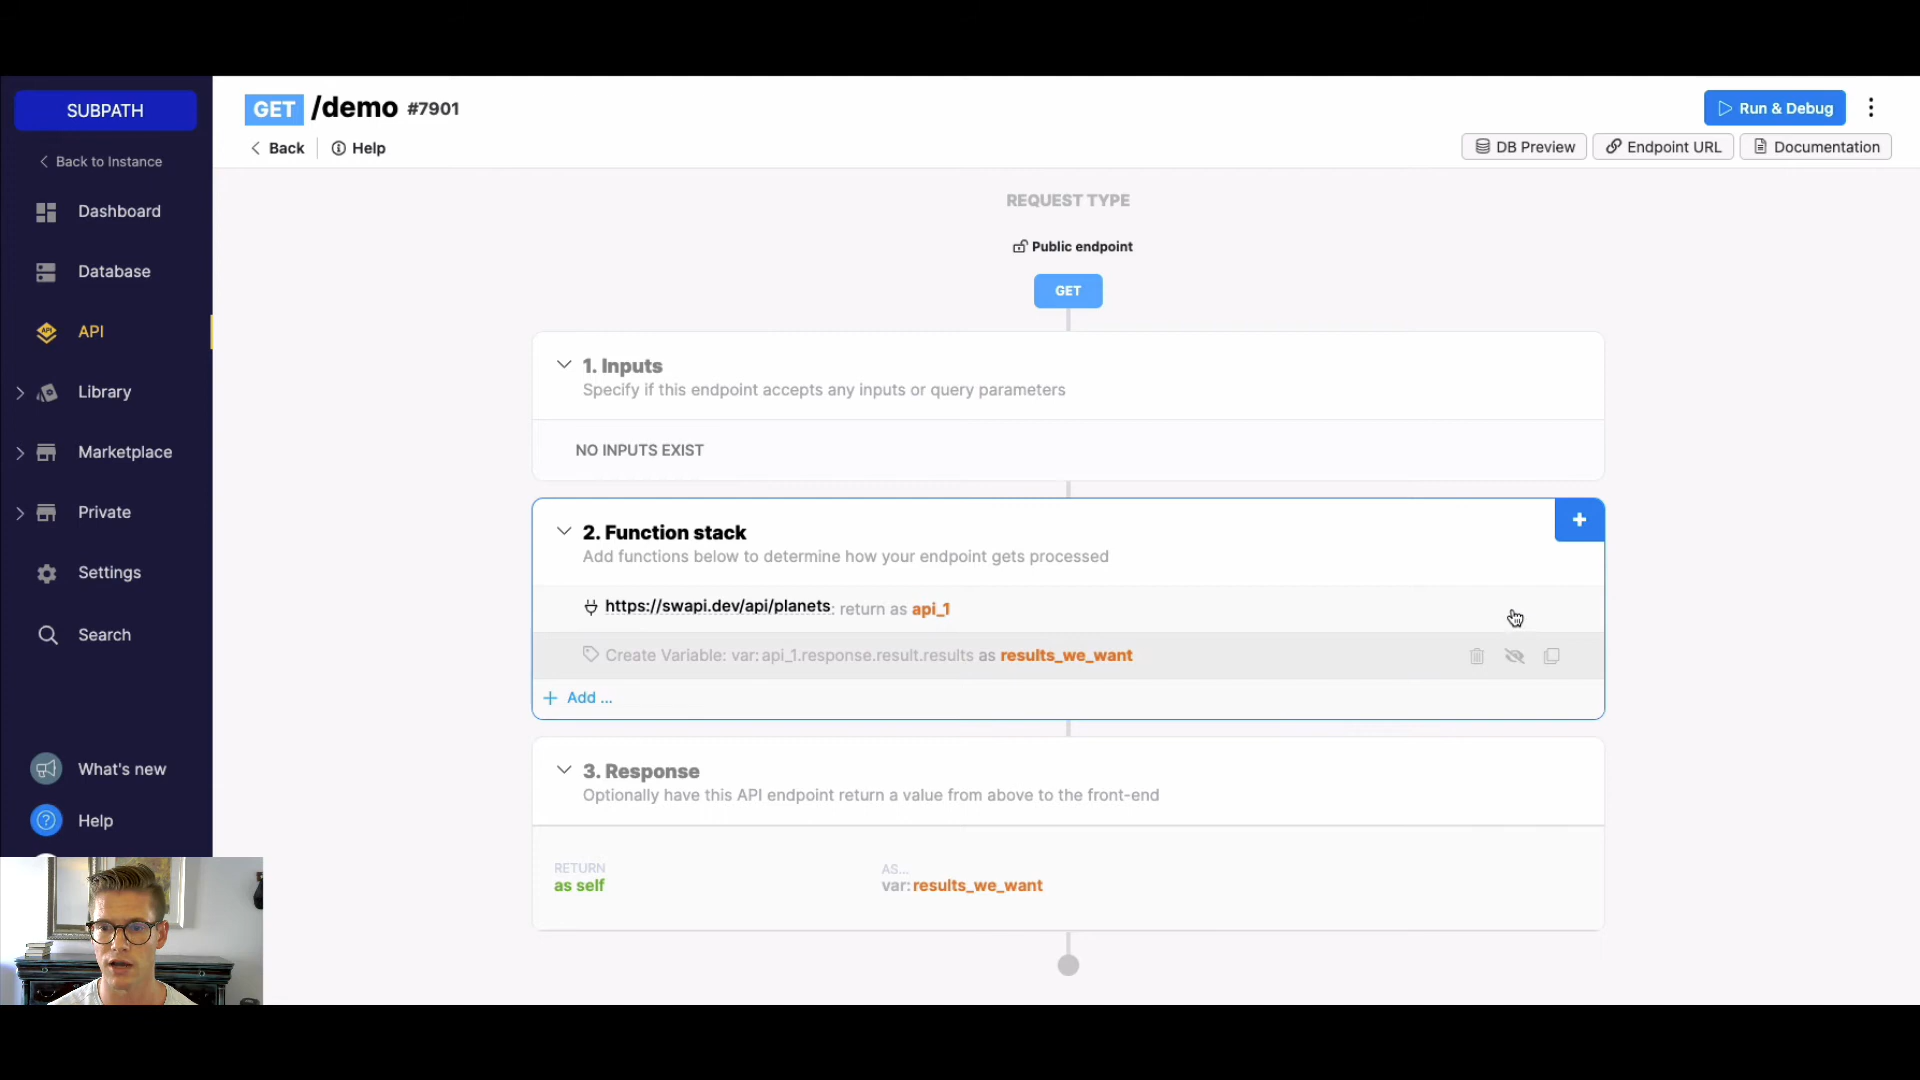 SUBPATH
Back to Instance
Dashboard
Database
API
API
Library
Marketplace
Private
Settings
Search
What's new
Help
GET /demo #7901
Back
Help
Run & Debug
DB Preview
Endpoint URL
Documentation
REQUEST TYPE
Public endpoint
GET
1. Inputs
Specify if this endpoint accepts any inputs or query parameters
NO INPUTS EXIST
2. Function stack
Add functions below to determine how your endpoint gets processed
https://swapi.dev/api/planets: return as api_1
Create Variable: var: api_1.response.result.results as results_we_want
Add ...
3. Response
Optionally have this API endpoint return a value from above to the front-end
RETURN
as self
AS...
var: results_we_want